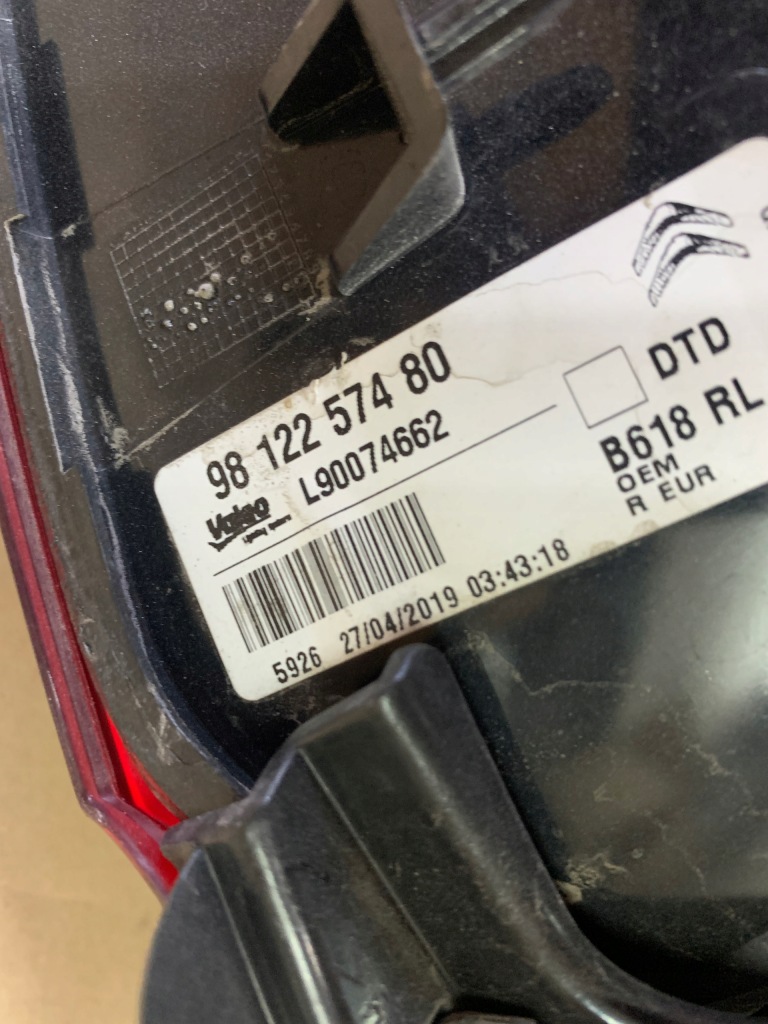 98 122 574 80
L90074662
Valeo
DTD
B618 RL
OEM
R EUR
5926 27/04/2019 03:43:18